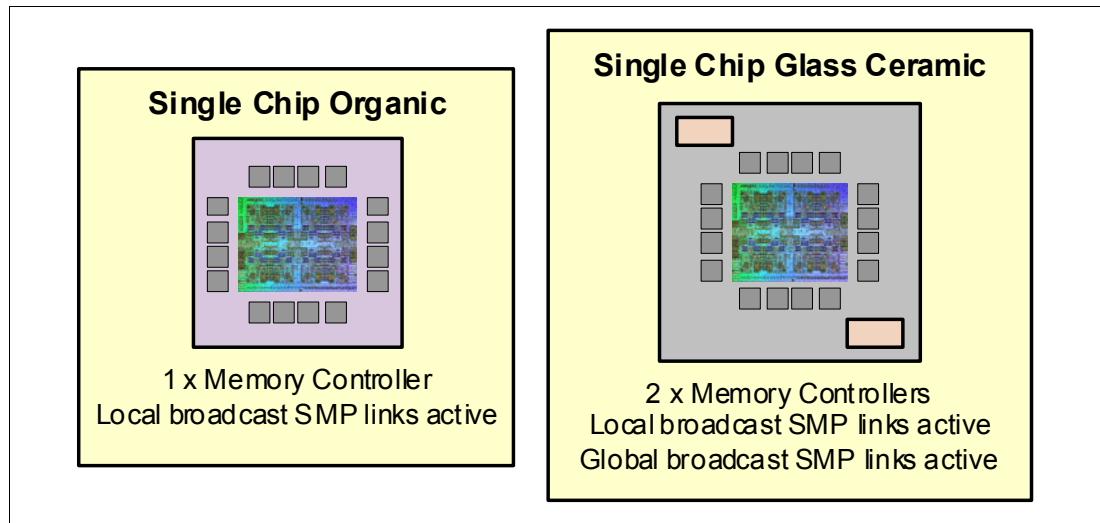 Single Chip Organic
1 x Memory Controller
Local broadcast SMP links active
Single Chip Glass Ceramic
2 x Memory Controllers
Local broadcast SMP links active
Global broadcast SMP links active